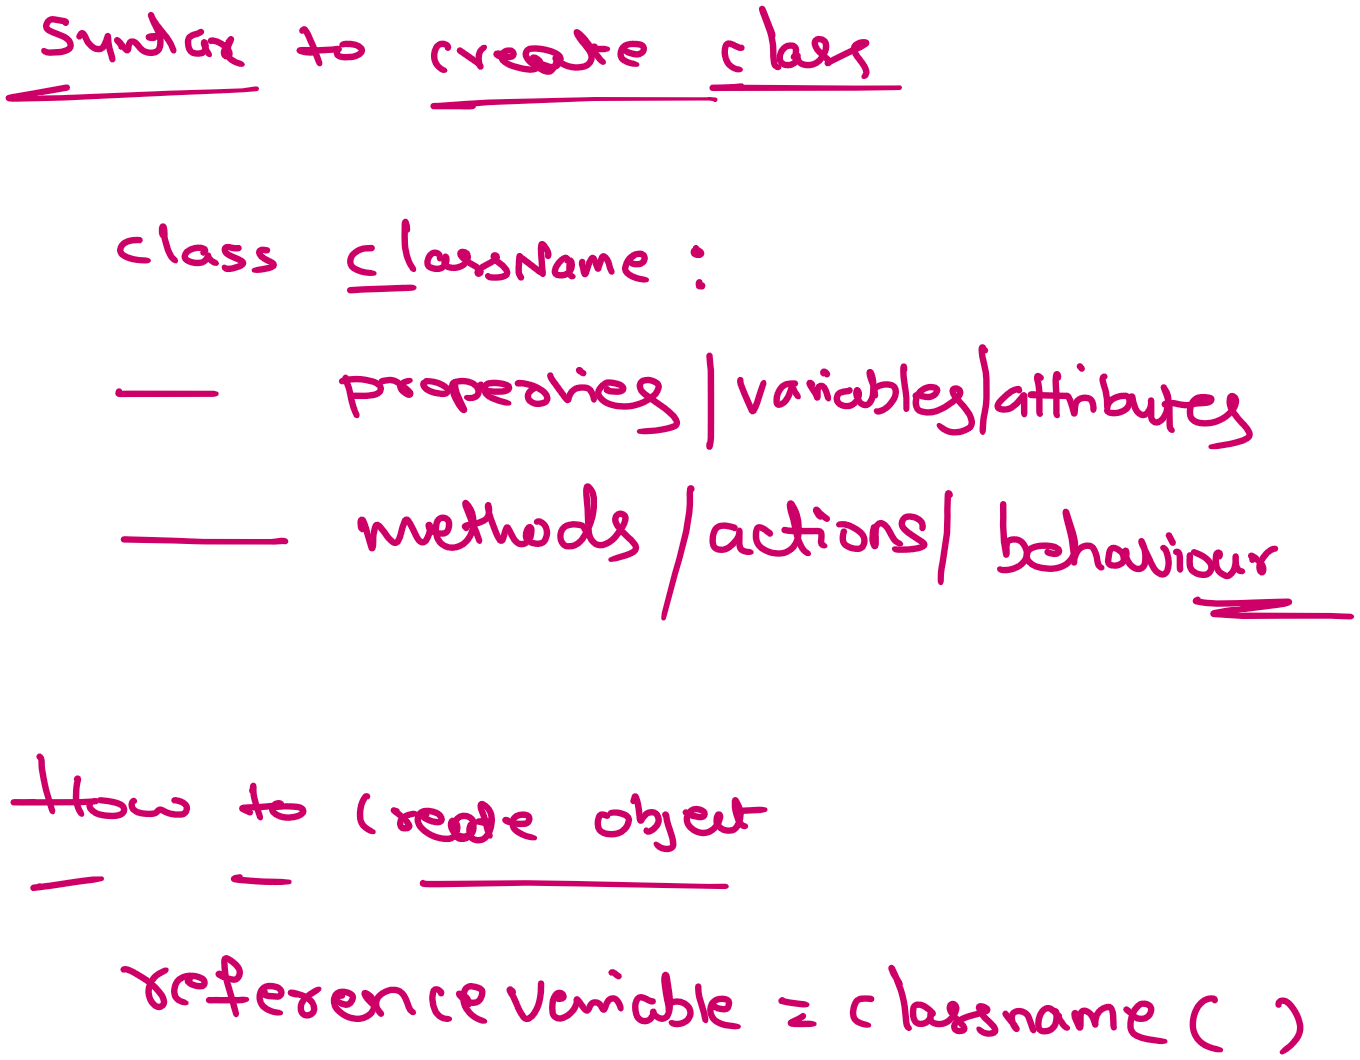 Syntax to create class
class className :
— properties | variables | attributes
— methods / actions / behaviour
How to create object
referencevariable = classname ( )